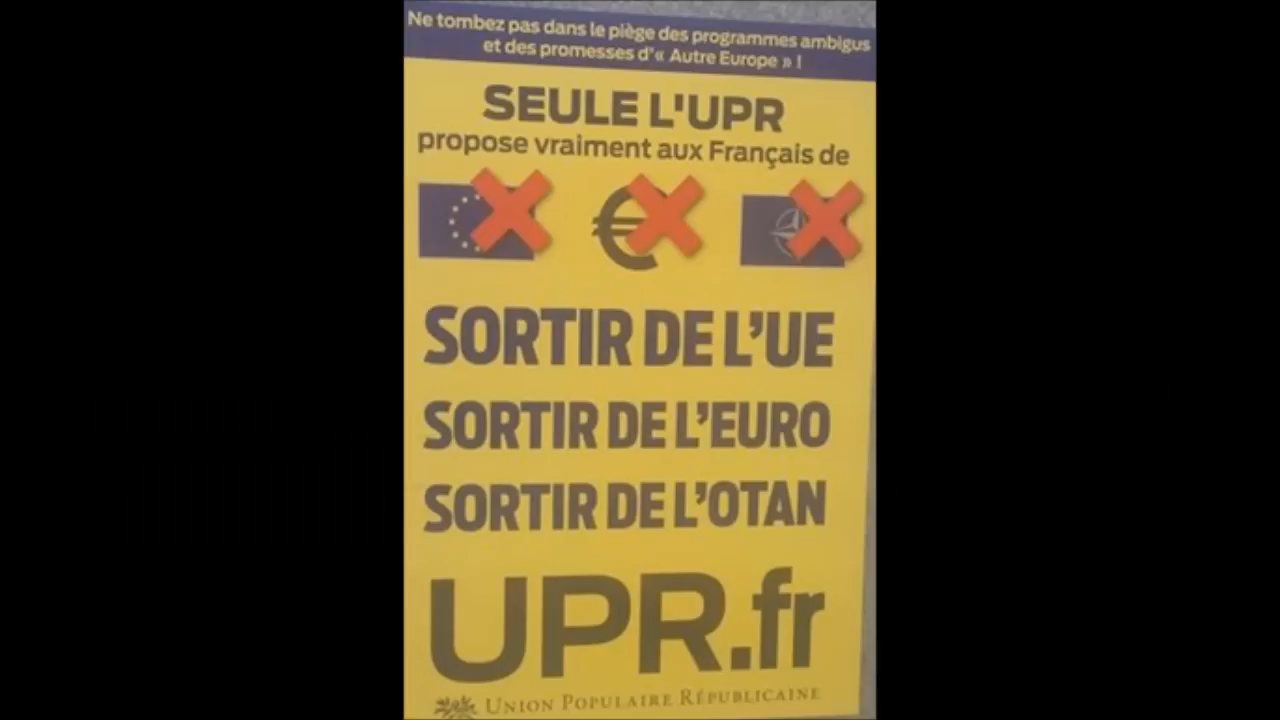 Ne tombez pas dans le piège des programmes ambigus
et des promesses d'« Autre Europe » !
SEULE L'UPR
propose vraiment aux Français de
€
SORTIR DE L'UE
SORTIR DE L'EURO
SORTIR DE L'OTAN
UPR.fr
UNION POPULAIRE RÉPUBLICAINE